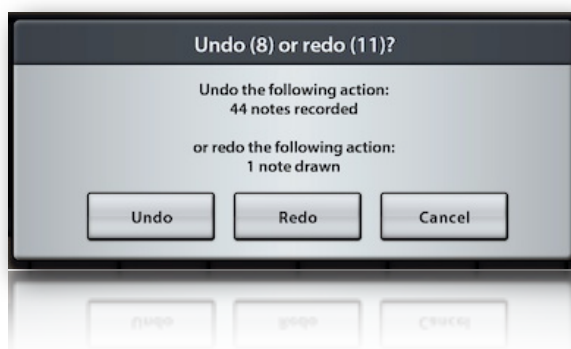 Undo (8) or redo (11)?
Undo the following action:
44 notes recorded
or redo the following action:
1 note drawn
Undo Redo Cancel